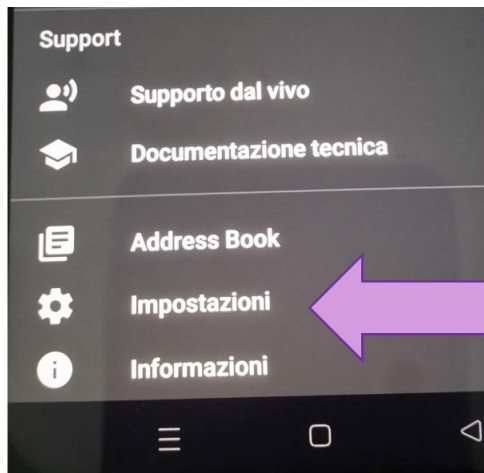 Support
Supporto dal vivo
Documentazione tecnica
Address Book
Impostazioni
Informazioni